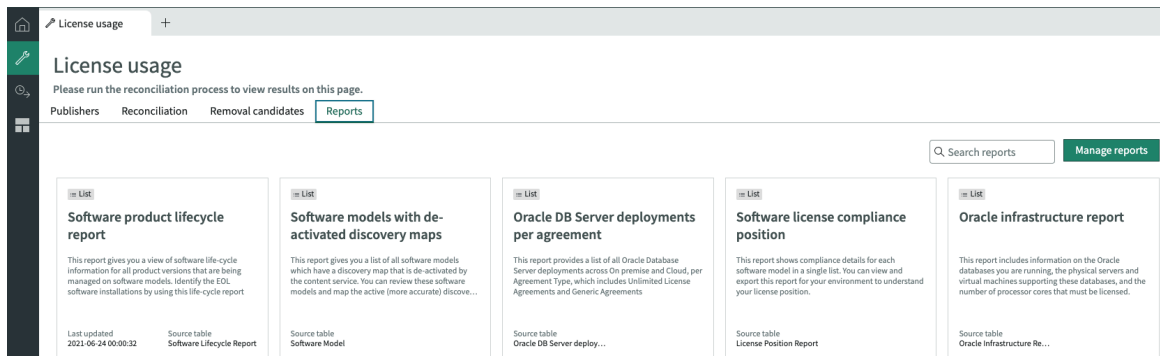 License usage
+
License usage
Please run the reconciliation process to view results on this page.
Publishers Reconciliation Removal candidates Reports
Search reports Manage reports
List
Software product lifecycle
report
This report gives you a view of software life-cycle
information for all product versions that are being
managed on software models. Identify the EOL
software installations by using this life-cycle report
Last updated Source table
2021-06-24 00:00:32 Software Lifecycle Report
List
Software models with de-
activated discovery maps
This report gives you a list of all software models
which have a discovery map that is de-activated by
the content service. You can review these software
models and map the active (more accurate) discove...
Source table
Software Model
List
Oracle DB Server deployments
per agreement
This report provides a list of all Oracle Database
Server deployments across On premise and Cloud, per
Agreement Type, which includes Unlimited License
Agreements and Generic Agreements
Source table
Oracle DB Server deploy...
List
Software license compliance
position
This report shows compliance details for each
software model in a single list. You can view and
export this report for your environment to understand
your license position.
Source table
License Position Report
List
Oracle infrastructure report
This report includes information on the Oracle
databases you are running, the physical servers and
virtual machines supporting these databases, and the
number of processor cores that must be licensed.
Source table
Oracle Infrastructure Re...